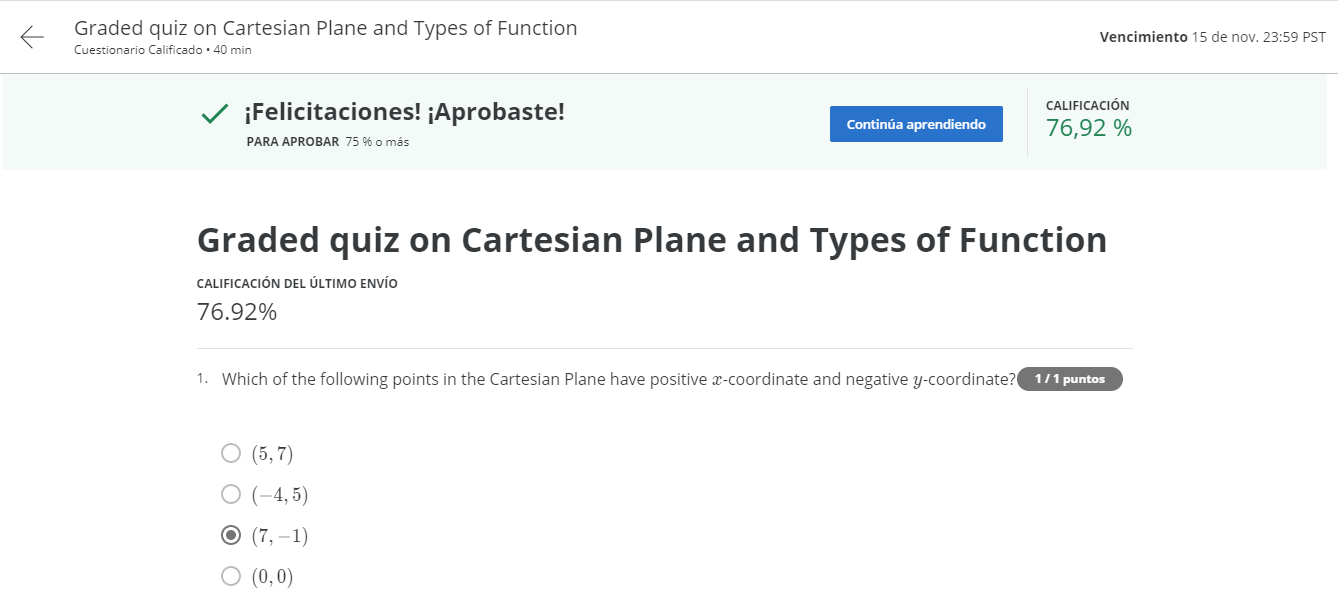 Graded quiz on Cartesian Plane and Types of Function
Cuestionario Calificado • 40 min
Vencimiento 15 de nov. 23:59 PST
¡Felicitaciones! ¡Aprobaste!
PARA APROBAR 75 % o más
Continúa aprendiendo
CALIFICACIÓN
76,92 %
Graded quiz on Cartesian Plane and Types of Function
CALIFICACIÓN DEL ÚLTIMO ENVÍO
76.92%
1. Which of the following points in the Cartesian Plane have positive x-coordinate and negative y-coordinate? 1 / 1 puntos
(5, 7)
(−4, 5)
(7, −1)
(0, 0)